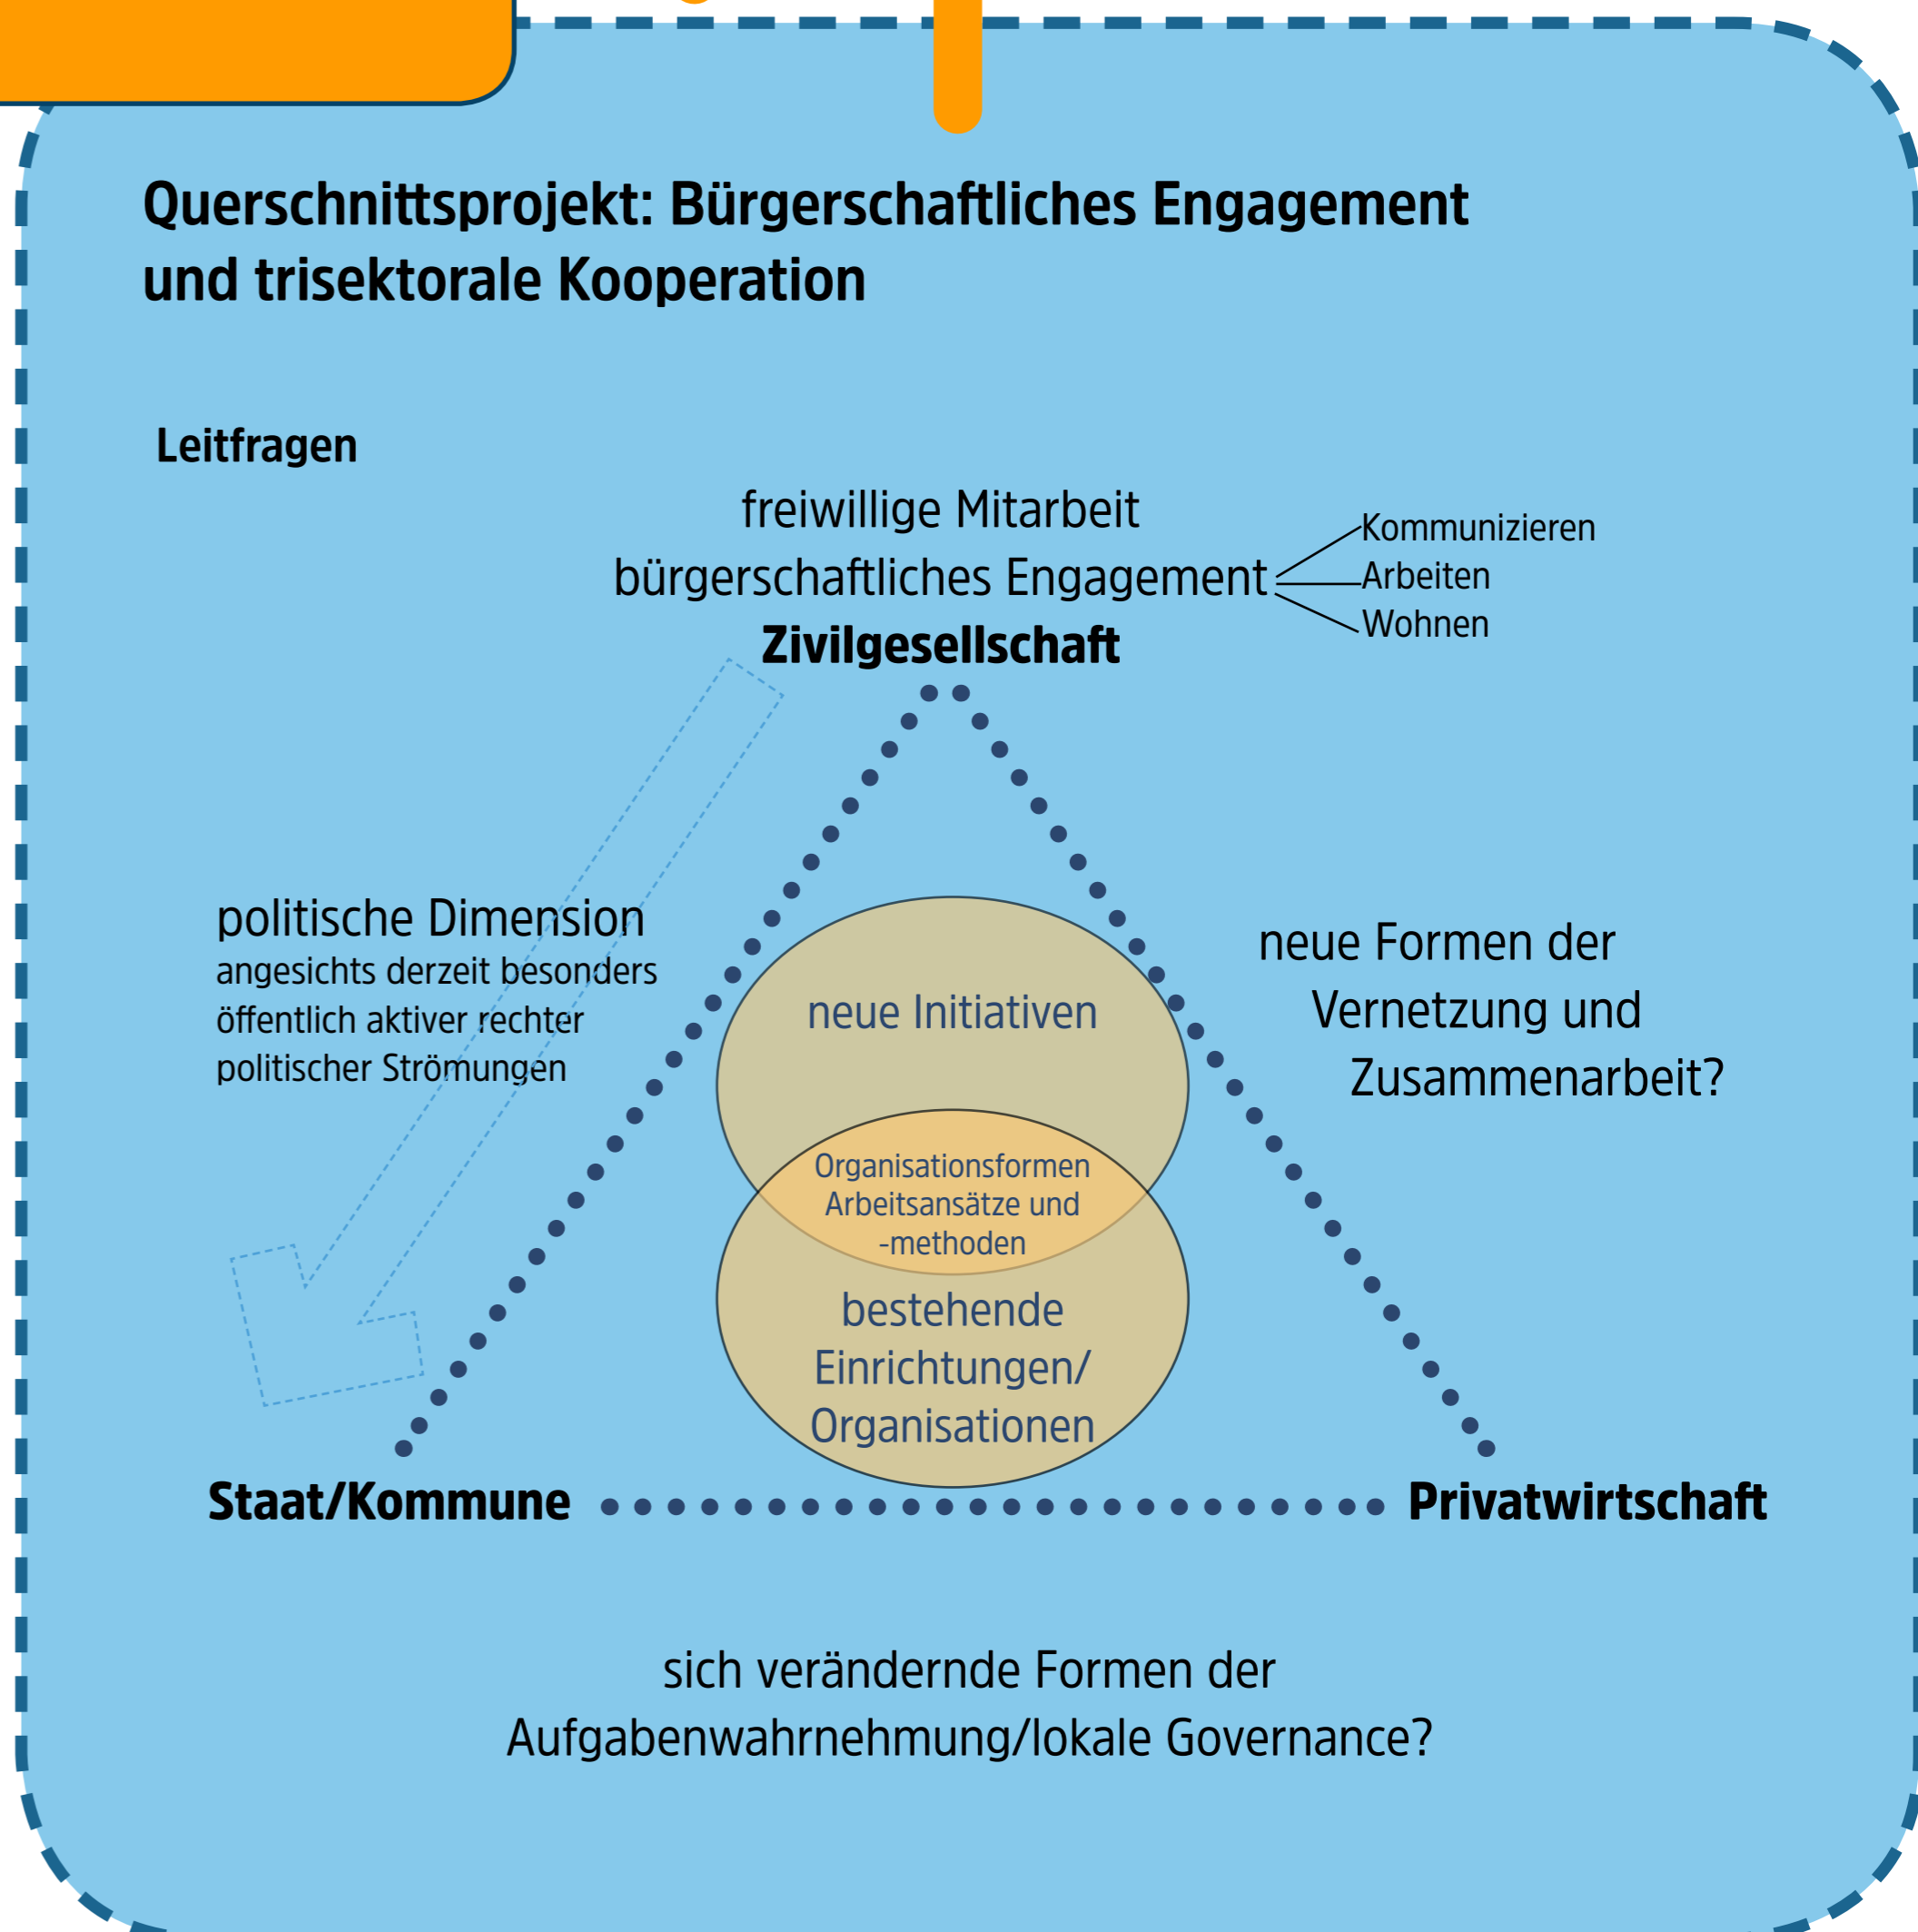 Querschnittsprojekt: Bürgerschaftliches Engagement
und trisektorale Kooperation
Leitfragen
freiwillige Mitarbeit
bürgerschaftliches Engagement
Kommunizieren
Arbeiten
Wohnen
Zivilgesellschaft
politische Dimension
angesichts derzeit besonders
öffentlich aktiver rechter
politischer Strömungen
neue Formen der
Vernetzung und
Zusammenarbeit?
neue Initiativen
Organisationsformen
Arbeitsansätze und
-methoden
bestehende
Einrichtungen/
Organisationen
Staat/Kommune
Privatwirtschaft
sich verändernde Formen der
Aufgabenwahrnehmung/lokale Governance?